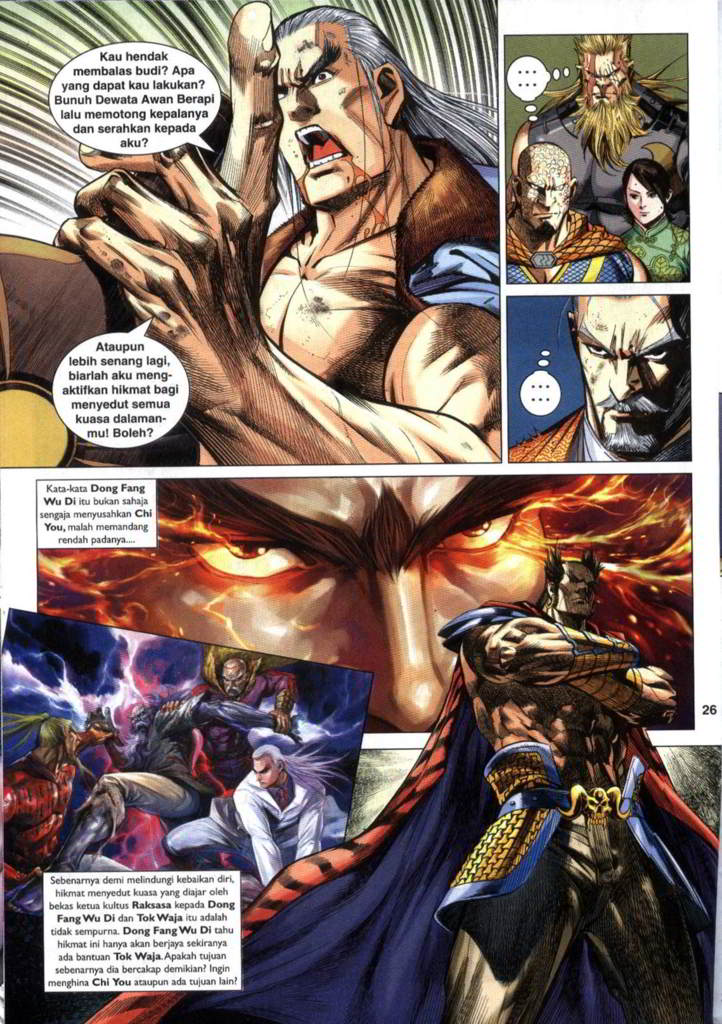 Kau hendak
membalas budi? Apa
yang dapat kau lakukan?
Bunuh Dewata Awan Berapi
lalu memotong kepalanya
dan serahkan kepada
aku?
Ataupun
lebih senang lagi,
biarlah aku meng-
aktifkan hikmat bagi
menyedut semua
kuasa dalaman-
mu! Boleh?
...
...
...
...
Kata-kata Dong Fang
Wu Di itu bukan sahaja
sengaja menyusahkan Chi
You, malah memandang
rendah padanya....
26
Sebenarnya demi melindungi kebaikan diri,
hikmat menyedut kuasa yang diajar oleh
bekas ketua kultus Raksasa kepada Dong
Fang Wu Di dan Tok Waja itu adalah
tidak sempurna. Dong Fang Wu Di tahu
hikmat ini hanya akan berjaya sekiranya
ada bantuan Tok Waja. Apakah tujuan
sebenarnya dia bercakap demikian? Ingin
menghina Chi You ataupun ada tujuan lain?